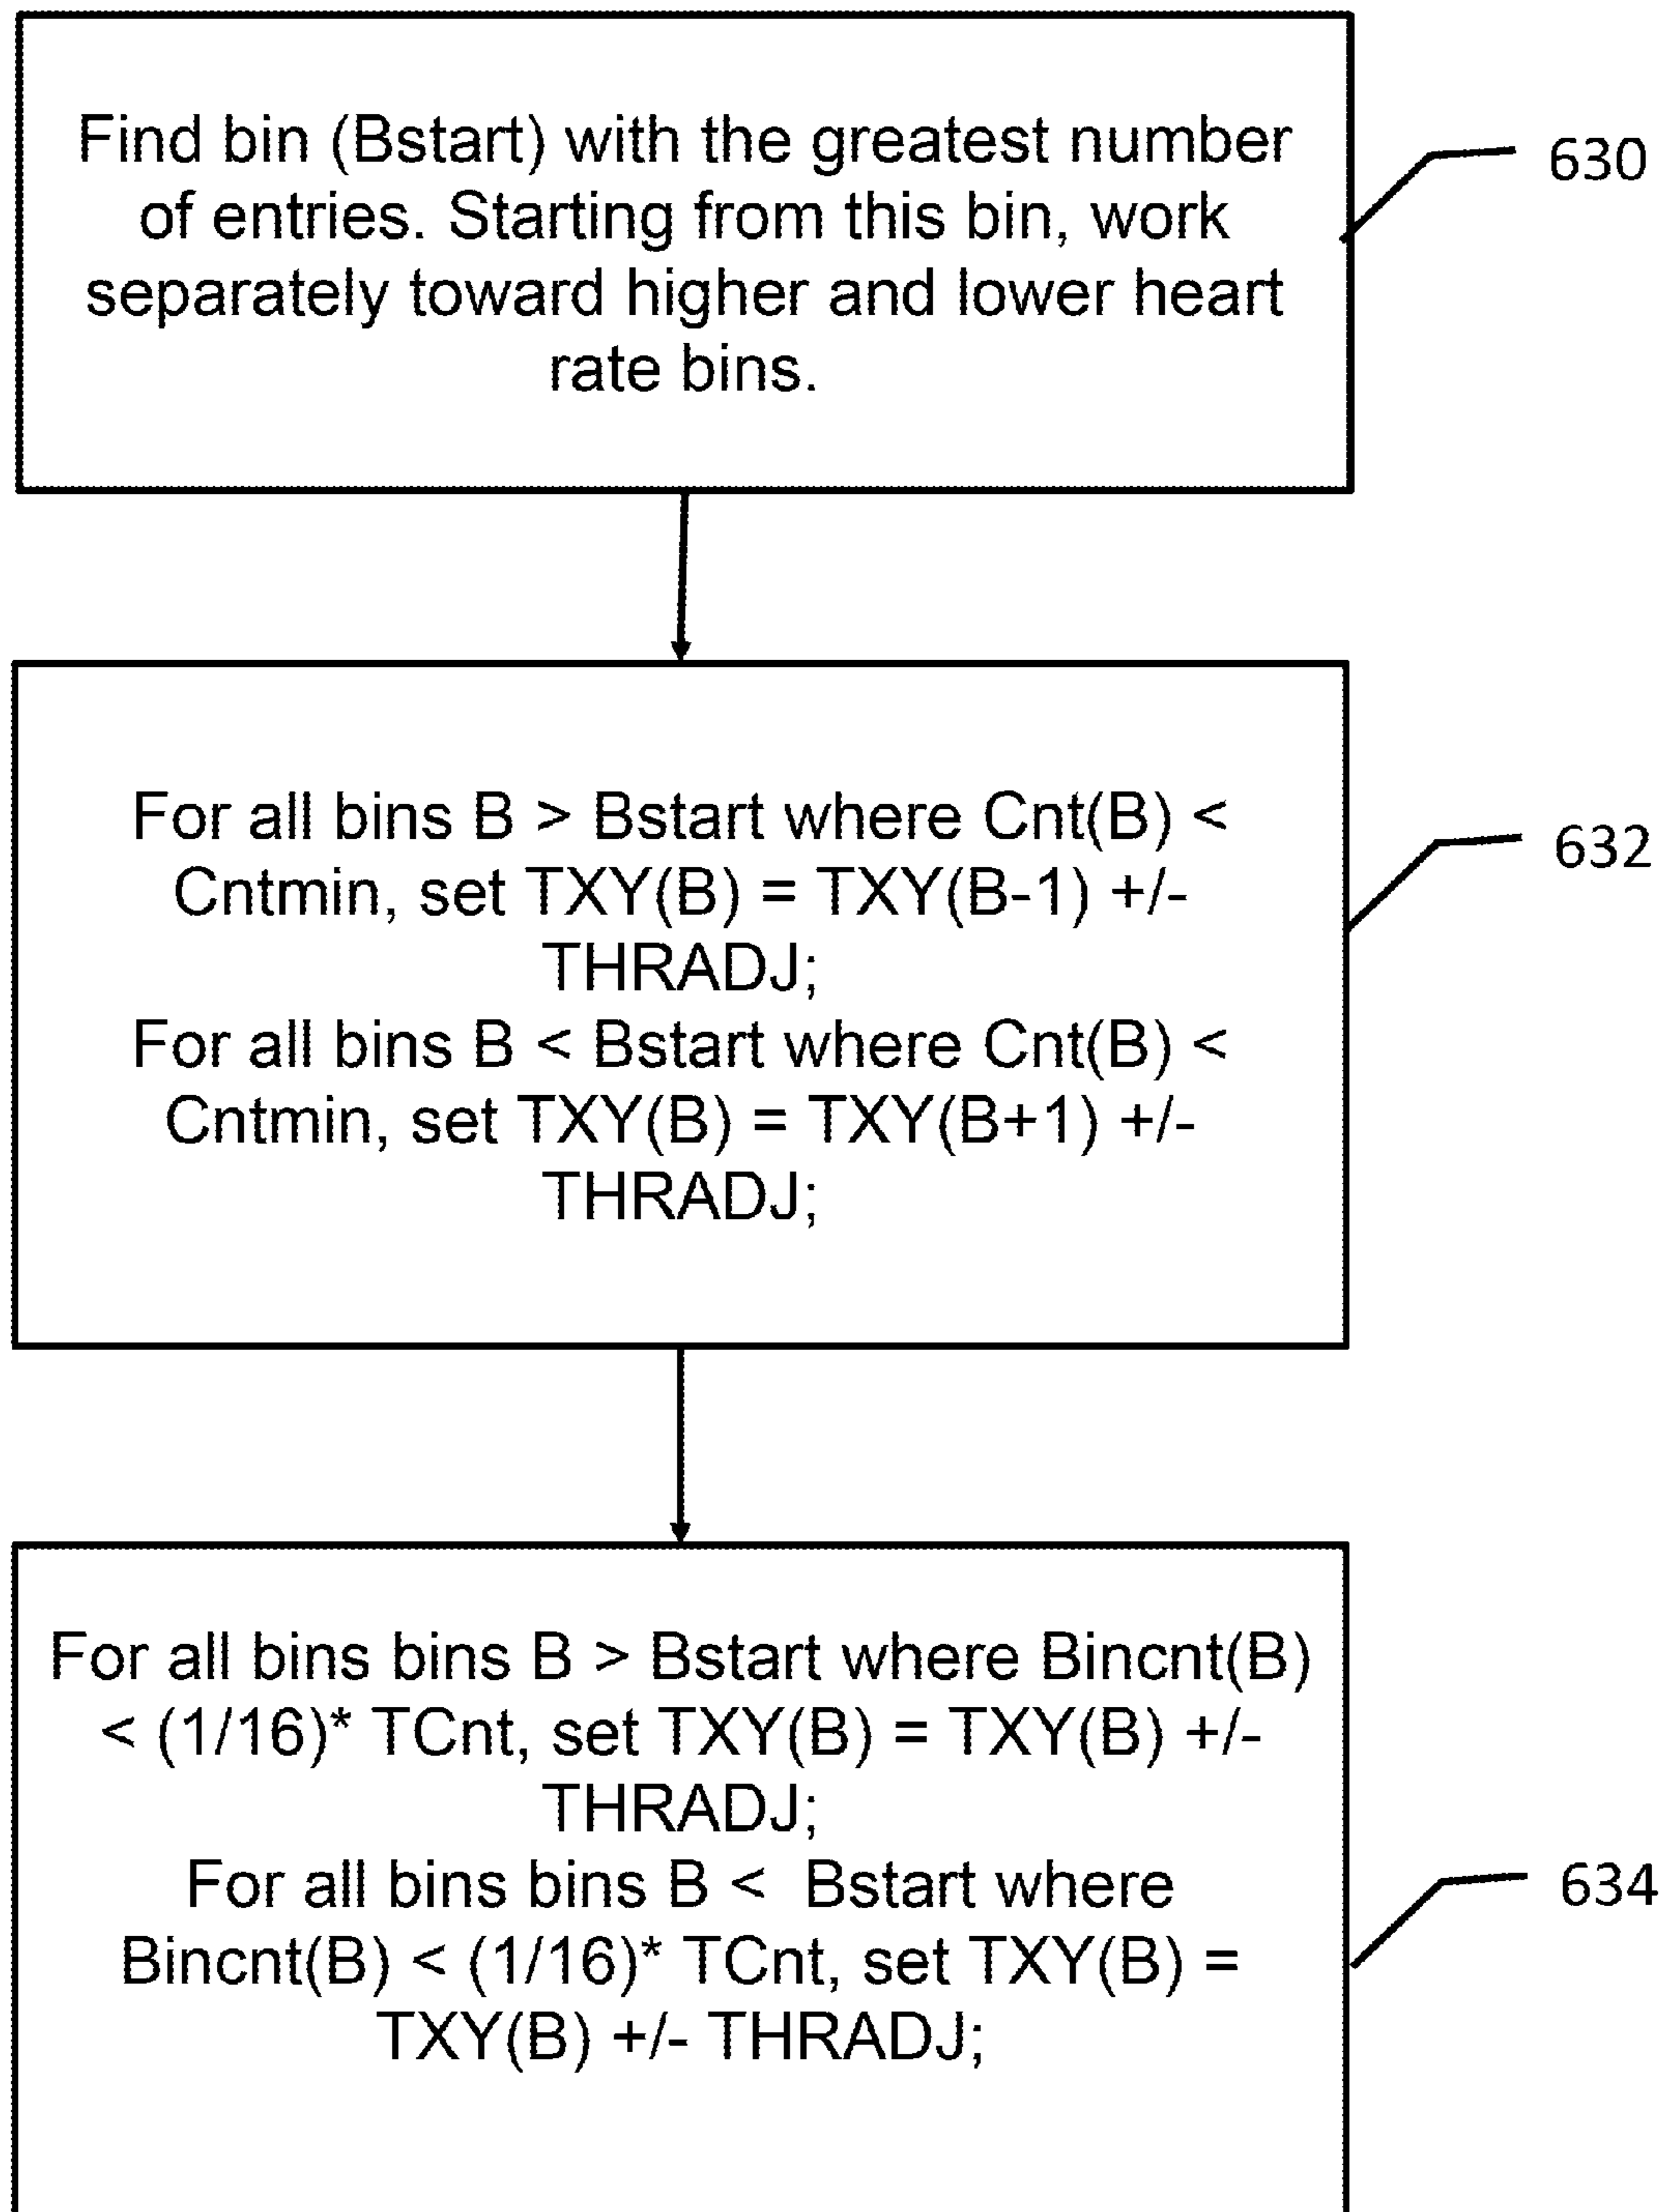 Find bin (Bstart) with the greatest number
of entries. Starting from this bin, work
separately toward higher and lower heart
rate bins.
630
For all bins B > Bstart where Cnt(B) <
Cntmin, set TXY(B) = TXY(B-1) +/-
THRADJ;
For all bins B < Bstart where Cnt(B) <
Cntmin, set TXY(B) = TXY(B+1) +/-
THRADJ;
632
For all bins bins B > Bstart where Bincnt(B)
< (1/16)* TCnt, set TXY(B) = TXY(B) +/-
THRADJ;
For all bins bins B < Bstart where
Bincnt(B) < (1/16)* TCnt, set TXY(B) =
TXY(B) +/- THRADJ;
634